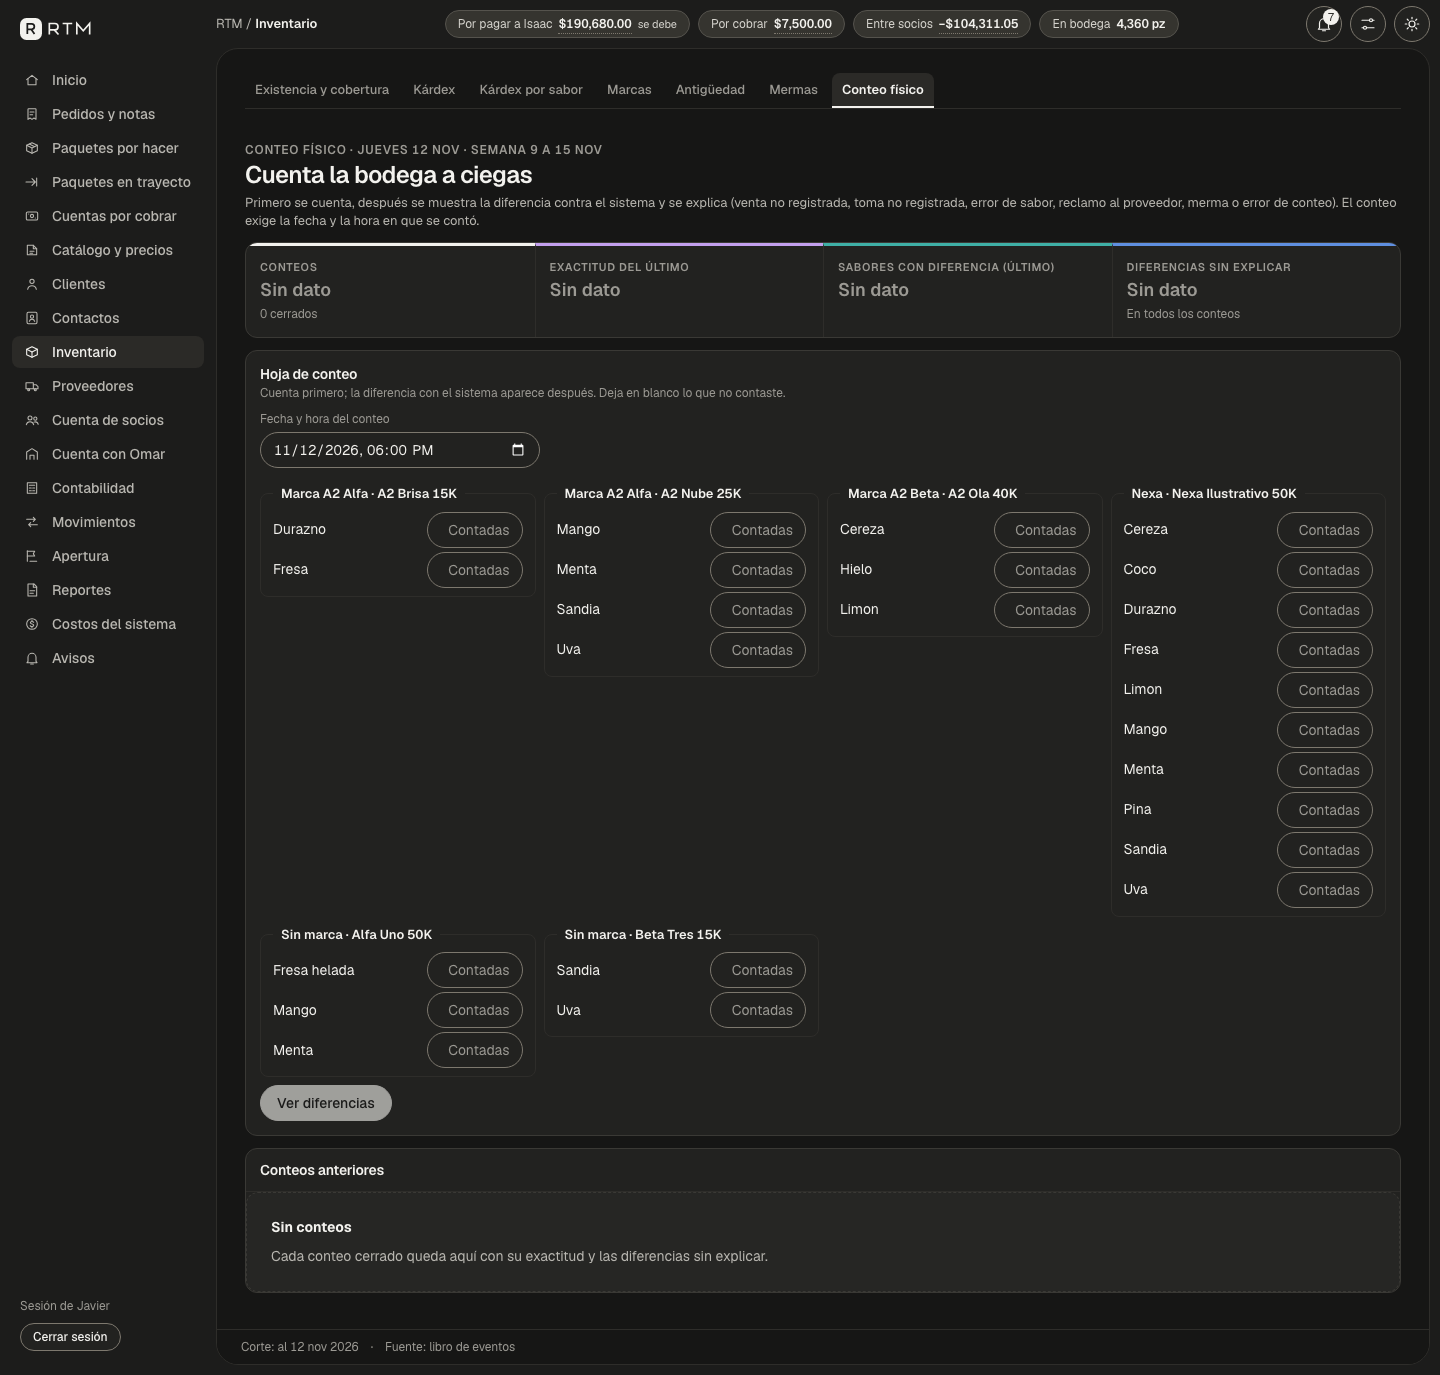 R RTM
RTM / Inventario
Por pagar a Isaac $190,680.00 se debe
Por cobrar $7,500.00
Entre socios −$104,311.05
En bodega 4,360 pz
7
Inicio
Pedidos y notas
Paquetes por hacer
Paquetes en trayecto
Cuentas por cobrar
Catálogo y precios
Clientes
Contactos
Inventario
Proveedores
Cuenta de socios
Cuenta con Omar
Contabilidad
Movimientos
Apertura
Reportes
Costos del sistema
Avisos
Sesión de Javier
Cerrar sesión
Existencia y cobertura
Kárdex
Kárdex por sabor
Marcas
Antigüedad
Mermas
Conteo físico
CONTEO FÍSICO · JUEVES 12 NOV · SEMANA 9 A 15 NOV
Cuenta la bodega a ciegas
Primero se cuenta, después se muestra la diferencia contra el sistema y se explica (venta no registrada, toma no registrada, error de sabor, reclamo al proveedor, merma o error de conteo). El conteo
exige la fecha y la hora en que se contó.
CONTEOS
Sin dato
0 cerrados
EXACTITUD DEL ÚLTIMO
Sin dato
SABORES CON DIFERENCIA (ÚLTIMO)
Sin dato
DIFERENCIAS SIN EXPLICAR
Sin dato
En todos los conteos
Hoja de conteo
Cuenta primero; la diferencia con el sistema aparece después. Deja en blanco lo que no contaste.
Fecha y hora del conteo
11/12/2026, 06:00 PM
Marca A2 Alfa · A2 Brisa 15K
Durazno Contadas
Fresa Contadas
Marca A2 Alfa · A2 Nube 25K
Mango Contadas
Menta Contadas
Sandia Contadas
Uva Contadas
Marca A2 Beta · A2 Ola 40K
Cereza Contadas
Hielo Contadas
Limon Contadas
Nexa · Nexa Ilustrativo 50K
Cereza Contadas
Coco Contadas
Durazno Contadas
Fresa Contadas
Limon Contadas
Mango Contadas
Menta Contadas
Pina Contadas
Sandia Contadas
Uva Contadas
Sin marca · Alfa Uno 50K
Fresa helada Contadas
Mango Contadas
Menta Contadas
Sin marca · Beta Tres 15K
Sandia Contadas
Uva Contadas
Ver diferencias
Conteos anteriores
Sin conteos
Cada conteo cerrado queda aquí con su exactitud y las diferencias sin explicar.
Corte: al 12 nov 2026 · Fuente: libro de eventos